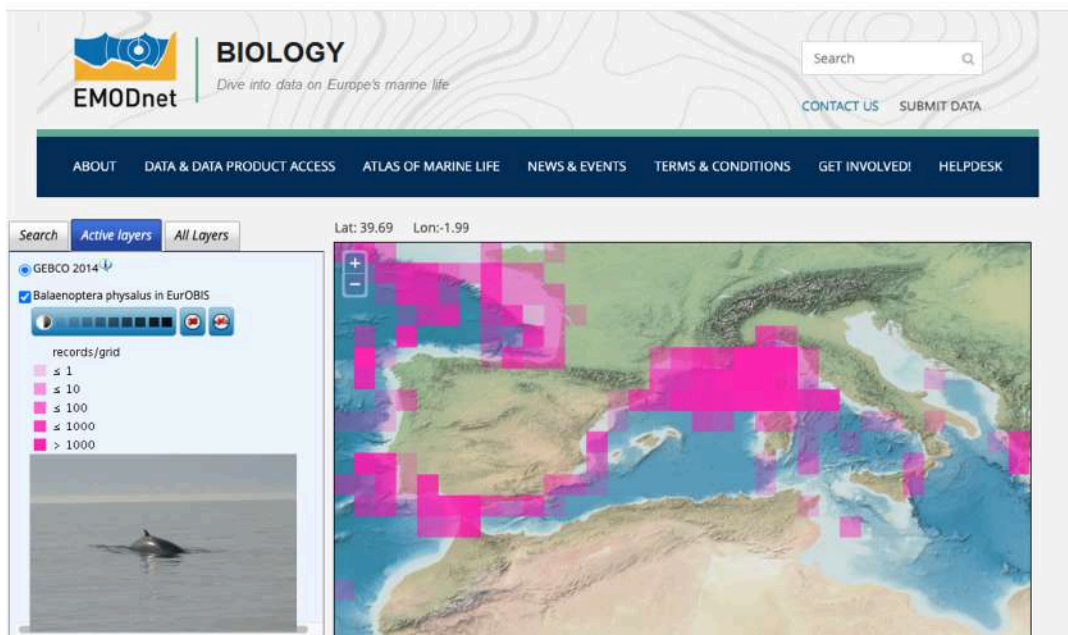 BIOLOGY
Dive into data on Europe's marine life
EMODnet
Search
CONTACT US SUBMIT DATA
ABOUT DATA & DATA PRODUCT ACCESS ATLAS OF MARINE LIFE NEWS & EVENTS TERMS & CONDITIONS GET INVOLVED! HELPDESK
Search Active layers All Layers
Lat: 39.69 Lon:-1.99
GEBCO 2014
Balaenoptera physalus in EurOBIS
records/grid
≤ 1
≤ 10
≤ 100
≤ 1000
> 1000